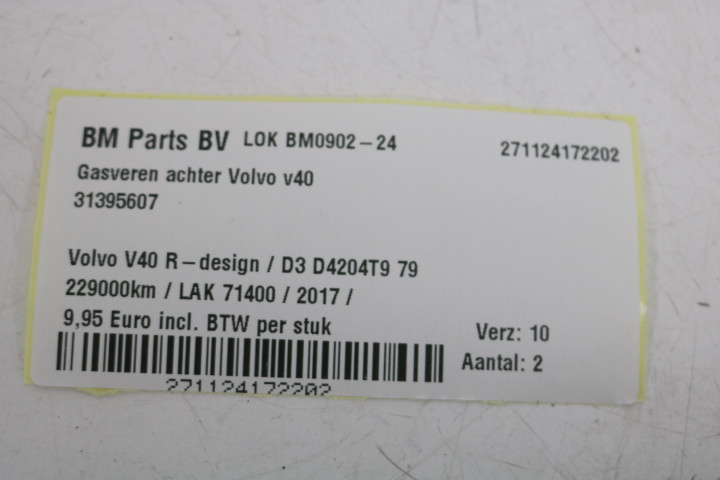 BM Parts BV LOK BM0902-24 271124172202
Gasveren achter Volvo v40
31395607
Volvo V40 R-design / D3 D4204T9 79
229000km / LAK 71400 / 2017 /
9,95 Euro incl. BTW per stuk Verz: 10
Aantal: 2
271124172202